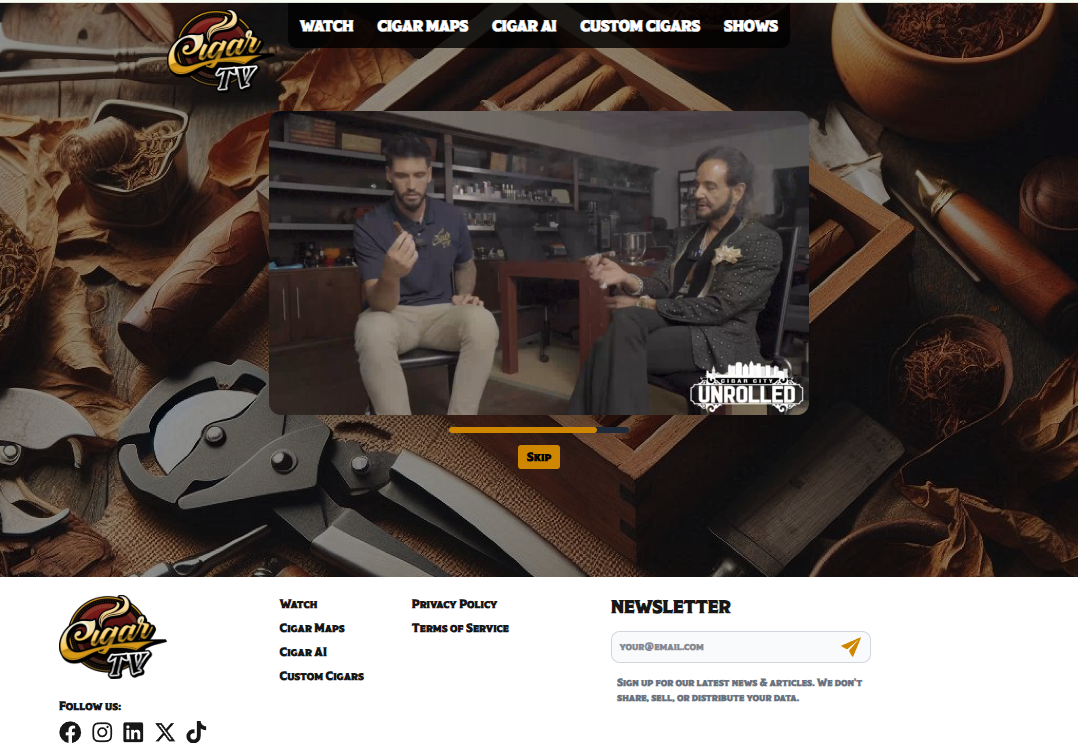 Cigar
TV
WATCH CIGAR MAPS CIGAR AI CUSTOM CIGARS SHOWS
CIGAR CITY
UNROLLED
Skip
Cigar
TV
Follow us:
Watch
Cigar Maps
Cigar AI
Custom Cigars
Privacy Policy
Terms of Service
NEWSLETTER
your@email.com
Sign up for our latest news & articles. We don't
share, sell, or distribute your data.